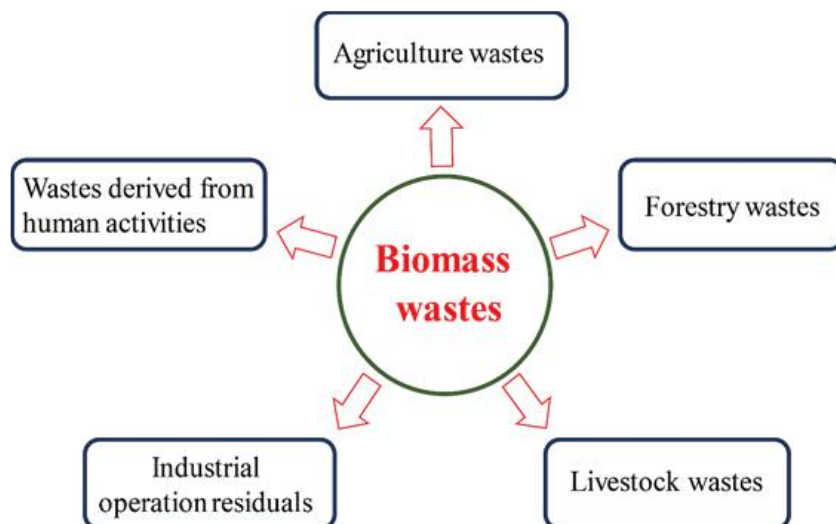 Agriculture wastes
Wastes derived from
human activities
Forestry wastes
Biomass
wastes
Industrial
operation residuals
Livestock wastes